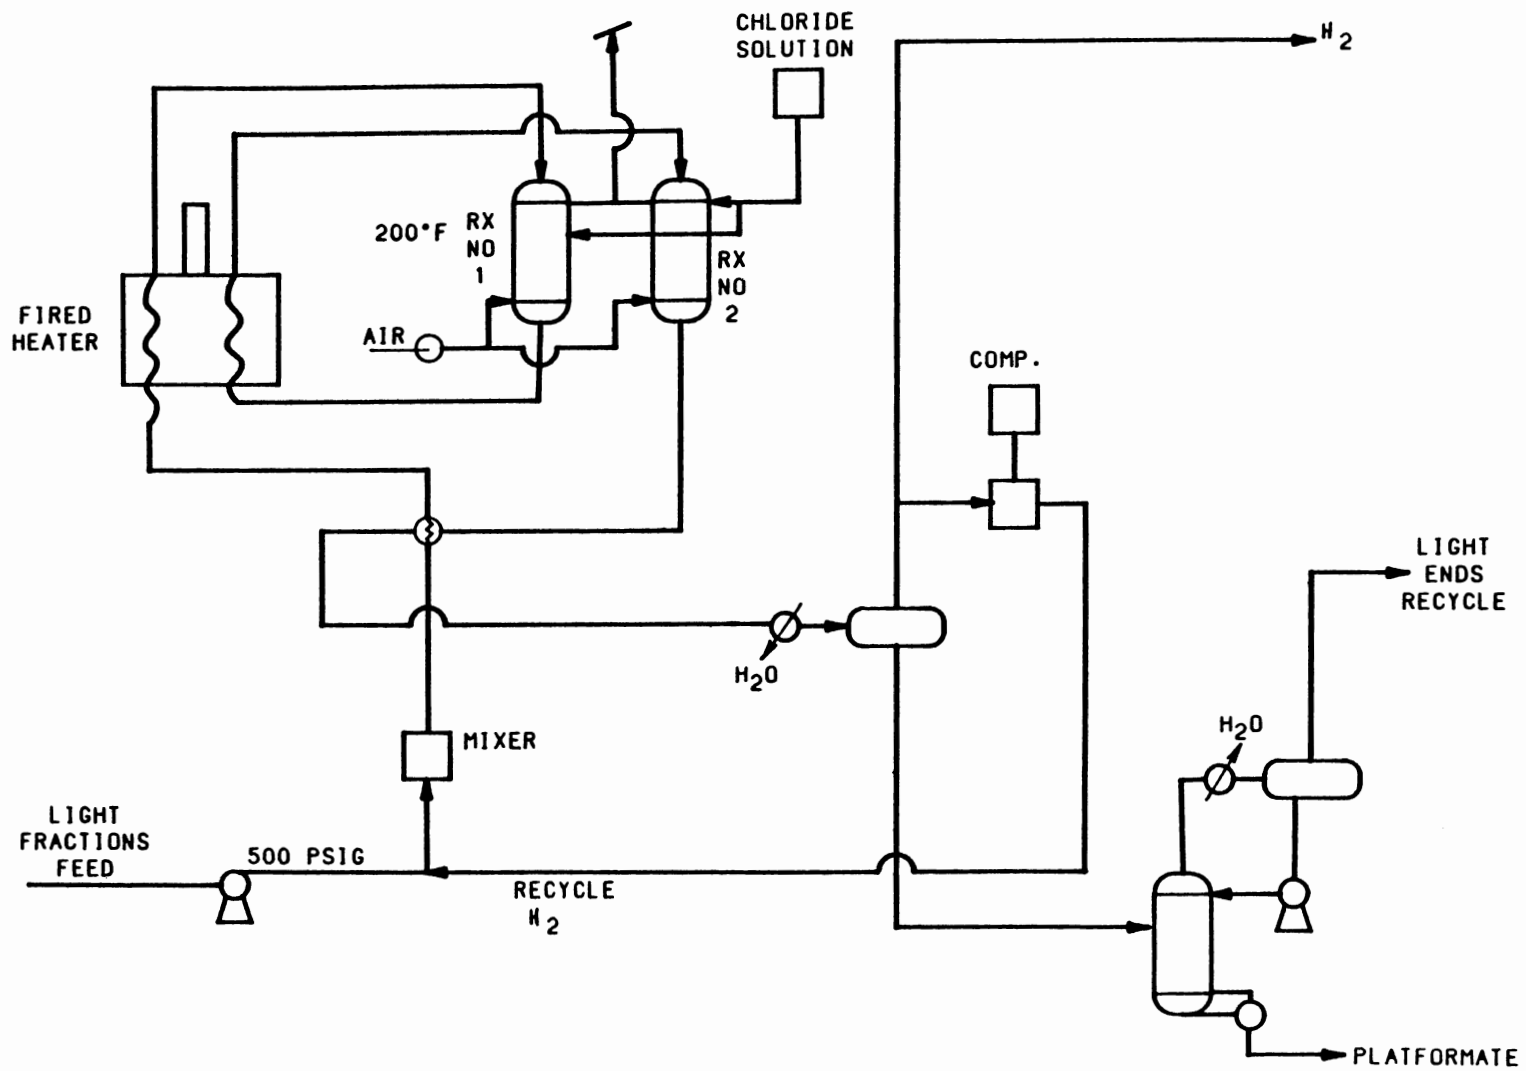 CHLORIDE
SOLUTION
H2
200°F
RX
NO
1
RX
NO
2
FIRED
HEATER
AIR
COMP.
LIGHT
ENDS
RECYCLE
H2O
H2O
MIXER
LIGHT
FRACTIONS
FEED
500 PSIG
RECYCLE
H2
PLATFORMATE